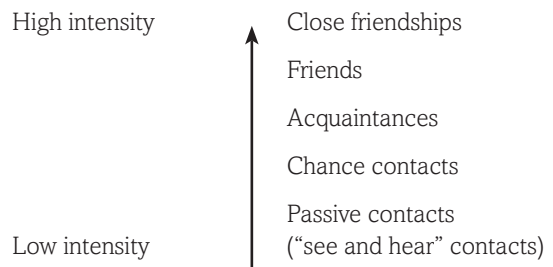 High intensity Close friendships
Friends
Acquaintances
Chance contacts
Passive contacts
Low intensity (“see and hear” contacts)